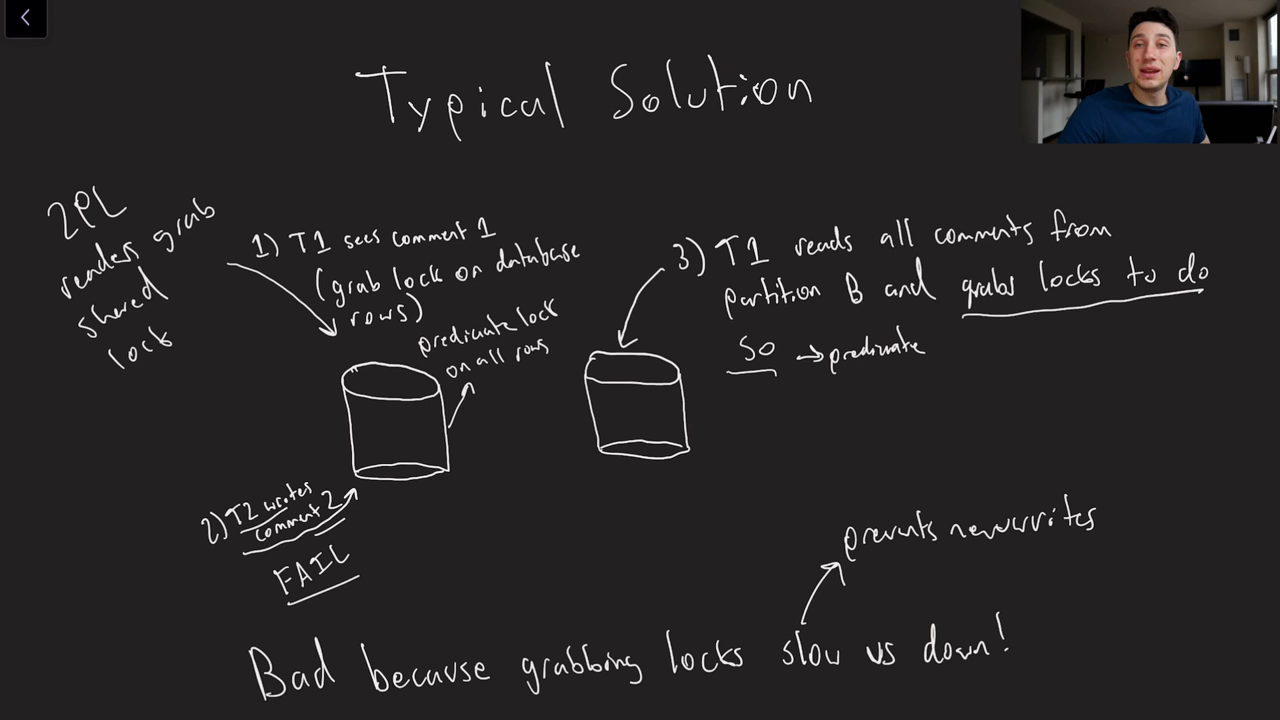 Typical Solution
2PL
readers grab
shared
lock
1) T1 sees comment 1
(grab lock on database
rows)
predicate lock
on all rows
2) T2 writes
comment 2
FAIL
3) T1 reads all comments from
partition B and grabs locks to do
so → predicate
prevents new writes
Bad because grabbing locks slow us down!